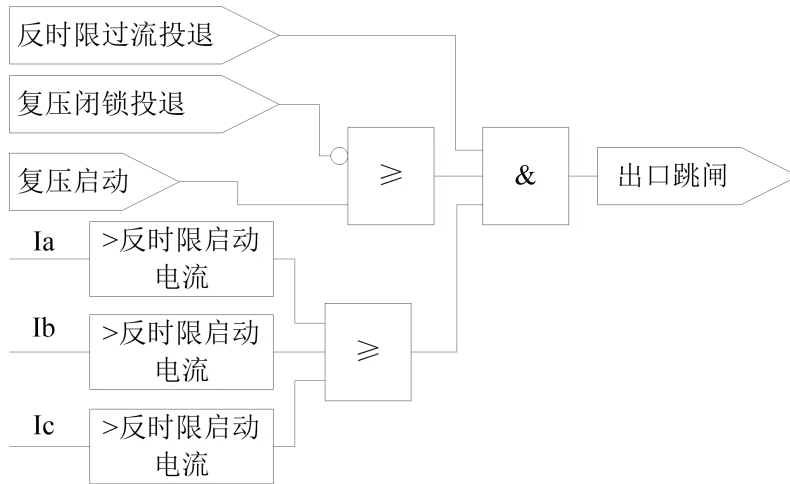 反时限过流投退
复压闭锁投退
≥
&
出口跳闸
复压启动
Ia
>反时限启动
电流
Ib
>反时限启动
电流
≥
Ic
>反时限启动
电流